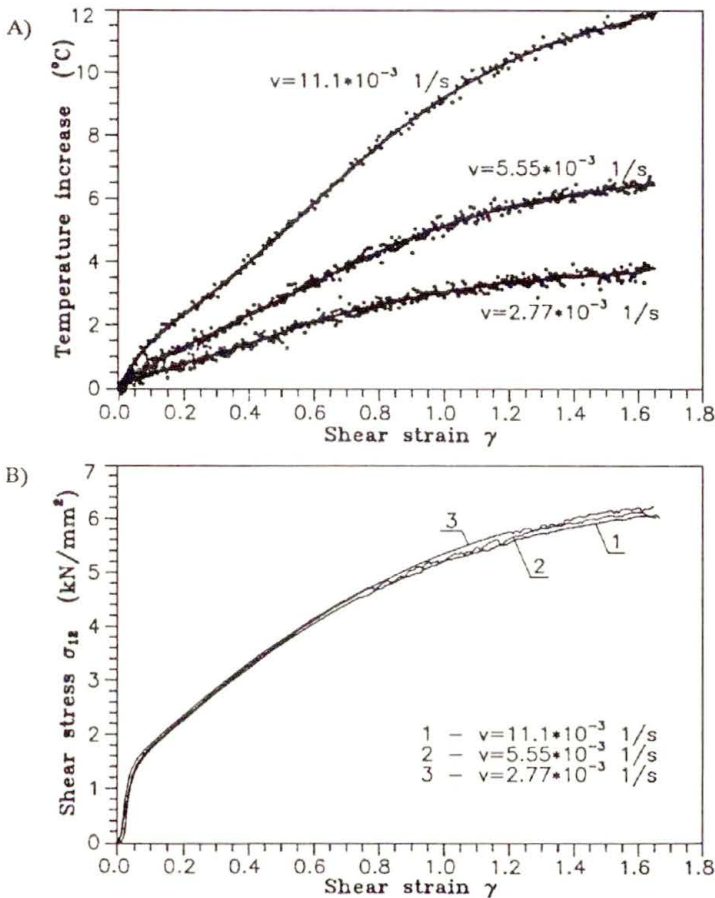 A)
Temperature increase (°C)
12
10
8
6
4
2
0
v=11.1*10⁻³ 1/s
v=5.55*10⁻³ 1/s
v=2.77*10⁻³ 1/s
0.0 0.2 0.4 0.6 0.8 1.0 1.2 1.4 1.6 1.8
Shear strain γ
B)
Shear stress σ₁₂ (kN/mm²)
7
6
5
4
3
2
1
0
3
2
1
1 – v=11.1*10⁻³ 1/s
2 – v=5.55*10⁻³ 1/s
3 – v=2.77*10⁻³ 1/s
0.0 0.2 0.4 0.6 0.8 1.0 1.2 1.4 1.6 1.8
Shear strain γ